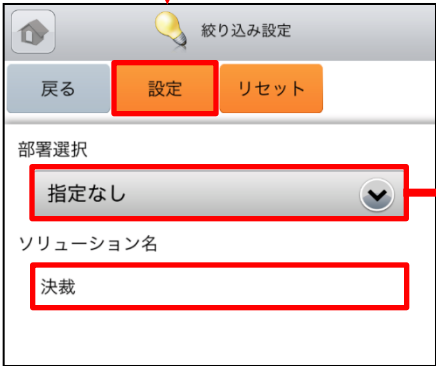 絞り込み設定
戻る 設定 リセット
部署選択
指定なし
ソリューション名
決裁